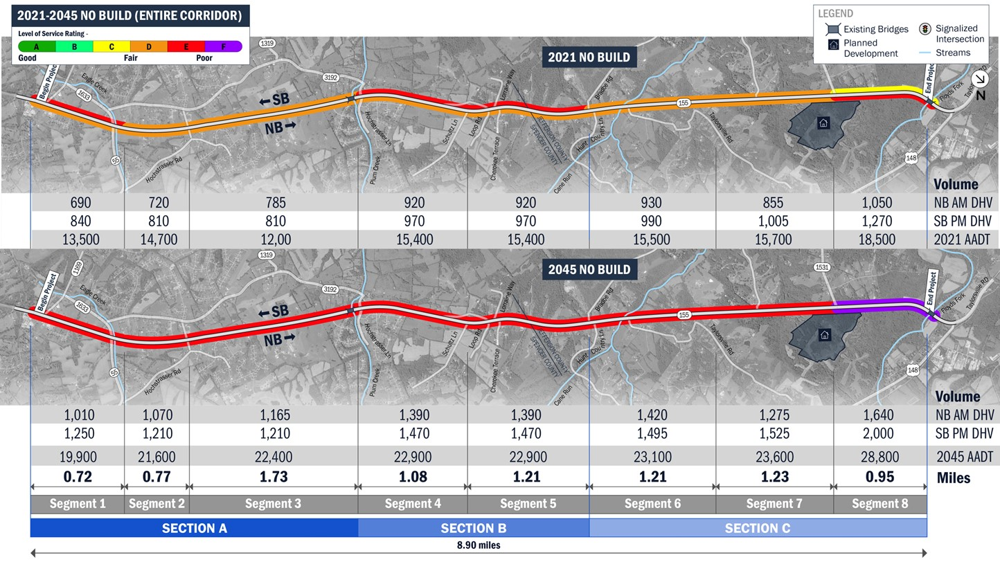 2021-2045 NO BUILD (ENTIRE CORRIDOR)
Level of Service Rating -
A B C D E F
Good Fair Poor
LEGEND
Existing Bridges
Planned
Development
Signalized
Intersection
Streams
2021 NO BUILD
Begin Project
Eagle Creek
1633
1319
3192
SB
NB
55
Hochstrasser Rd
Hochstrasser Ln
Plum Creek
Schultz Ln
Loop Rd
Lorraine Way
Cherokee Terrace
JEFFERSON COUNTY
SPENCER COUNTY
Cane Run
Hunt Country Ln
Bradbe Rd
155
Taylorsville Rd
End Project
Floyds Fork
148
N
Volume
690 720 785 920 920 930 855 1,050 NB AM DHV
840 810 810 970 970 990 1,005 1,270 SB PM DHV
13,500 14,700 12,00 15,400 15,400 15,500 15,700 18,500 2021 AADT
2045 NO BUILD
Begin Project
1169
Eagle Creek
1633
1319
3192
SB
NB
55
Hochstrasser Rd
Hochstrasser Ln
Plum Creek
Schultz Ln
Loop Rd
Lorraine Way
Cherokee Terrace
JEFFERSON COUNTY
SPENCER COUNTY
Cane Run
Hunt Country Ln
Bradbe Rd
155
Taylorsville Rd
1531
End Project
Floyds Fork
Taylorsville RD
148
Volume
1,010 1,070 1,165 1,390 1,390 1,420 1,275 1,640 NB AM DHV
1,250 1,210 1,210 1,470 1,470 1,495 1,525 2,000 SB PM DHV
19,900 21,600 22,400 22,900 22,900 23,100 23,600 28,800 2045 AADT
0.72 0.77 1.73 1.08 1.21 1.21 1.23 0.95 Miles
Segment 1 Segment 2 Segment 3 Segment 4 Segment 5 Segment 6 Segment 7 Segment 8
SECTION A SECTION B SECTION C
8.90 miles